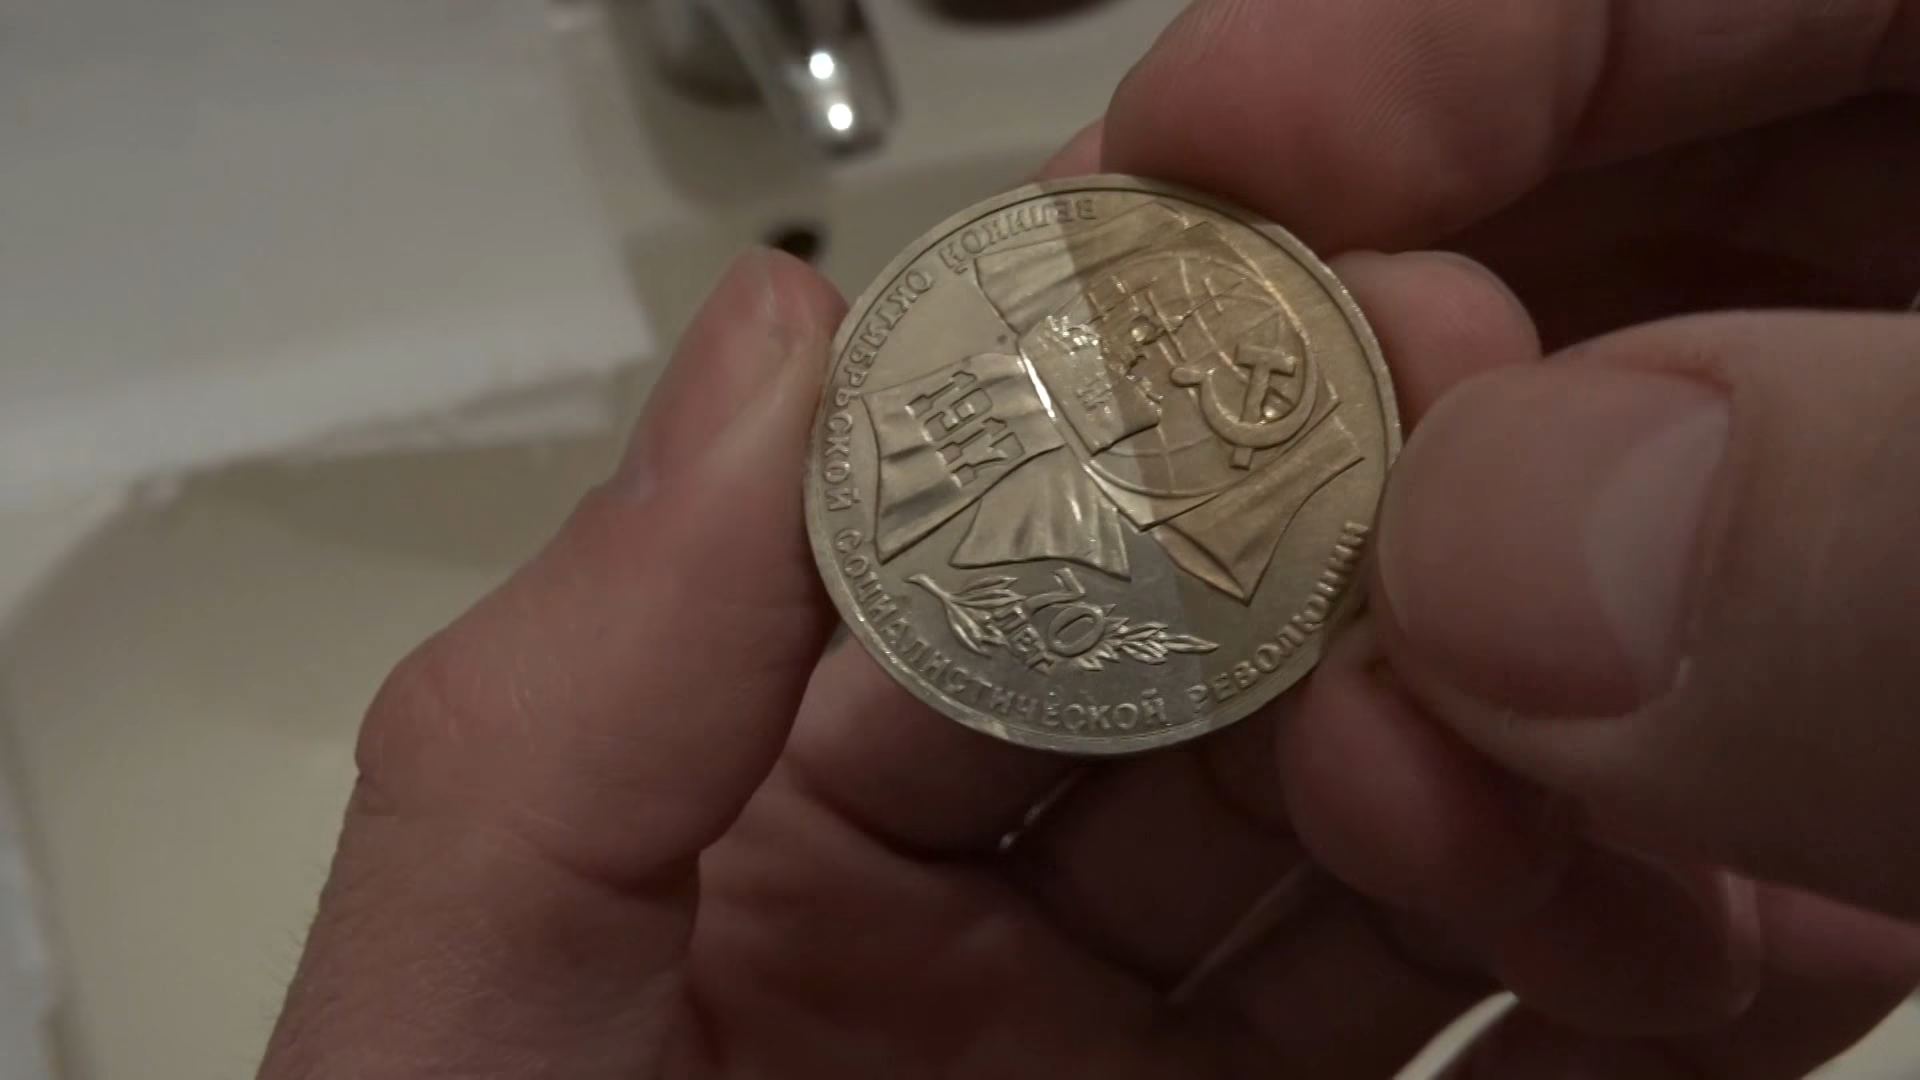 ВЕЛИКОЙ ОКТЯБРЬСКОЙ СОЦИАЛИСТИЧЕСКОЙ РЕВОЛЮЦИИ
1917
70
ЛЕТ